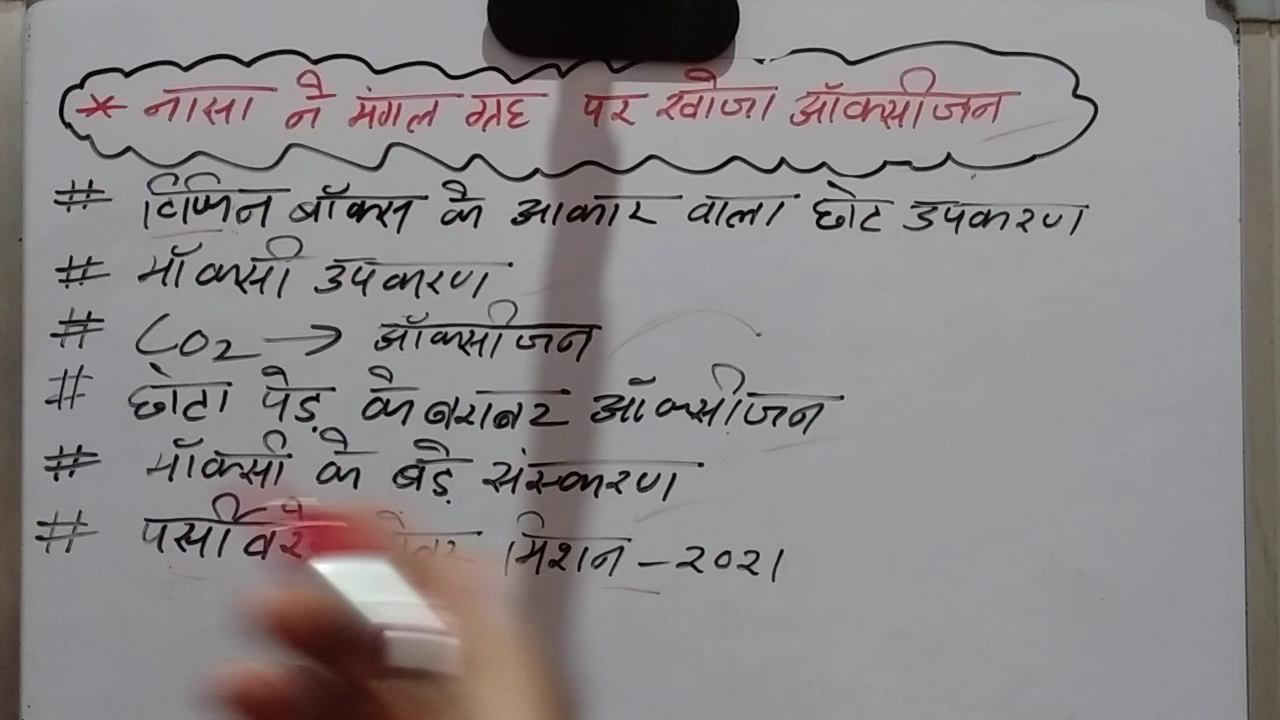 * नासा ने मंगल ग्रह पर खोजा ऑक्सीजन
# टिफिन बॉक्स के आकार वाला छोटे उपकरण
# मॉक्सी उपकरण
# CO2 → ऑक्सीजन
# छोटा पेड़ के बराबर ऑक्सीजन
# मॉक्सी के बड़े संस्करण
# मिशन - 2021